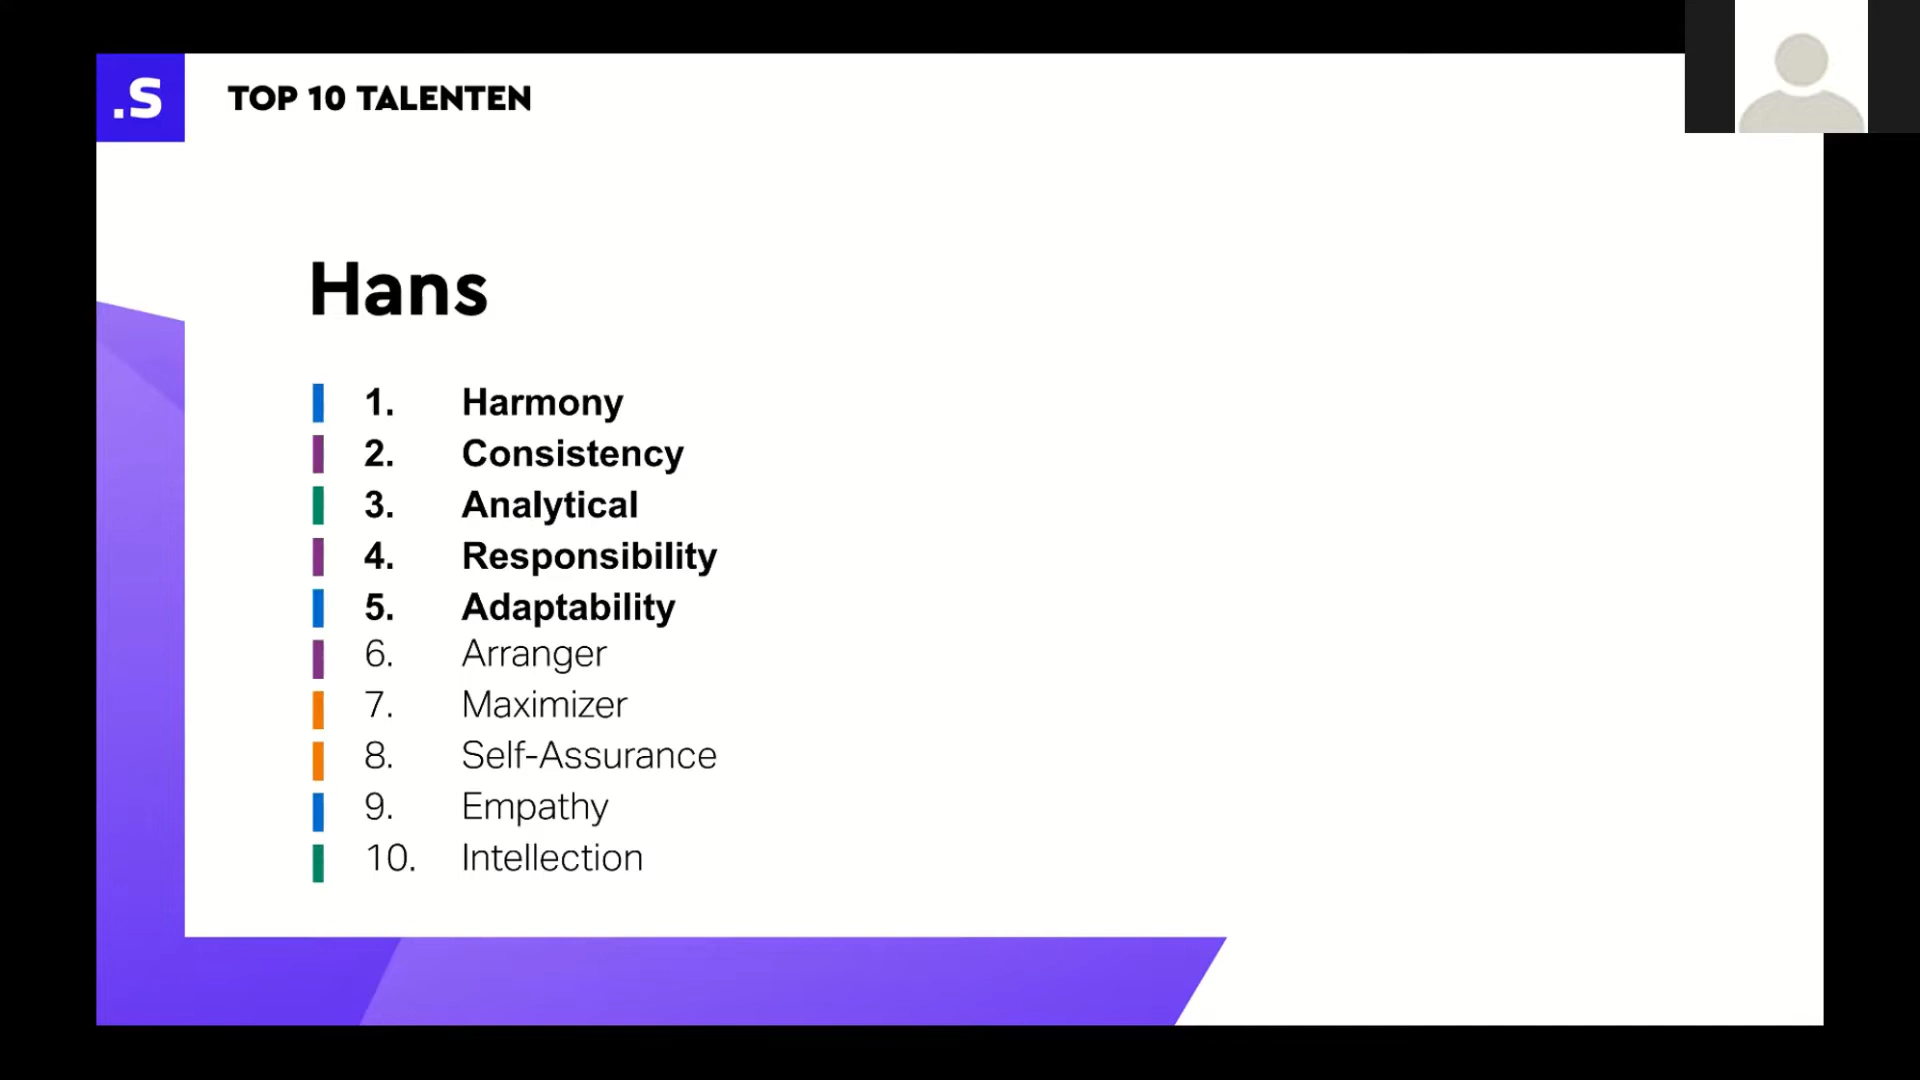 .S
TOP 10 TALENTEN
Hans
1. Harmony
2. Consistency
3. Analytical
4. Responsibility
5. Adaptability
6. Arranger
7. Maximizer
8. Self-Assurance
9. Empathy
10. Intellection